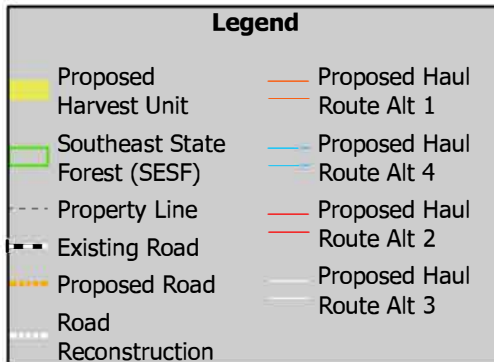 Legend
Proposed
Harvest Unit
Southeast State
Forest (SESF)
Property Line
Existing Road
Proposed Road
Road
Reconstruction
Proposed Haul
Route Alt 1
Proposed Haul
Route Alt 4
Proposed Haul
Route Alt 2
Proposed Haul
Route Alt 3